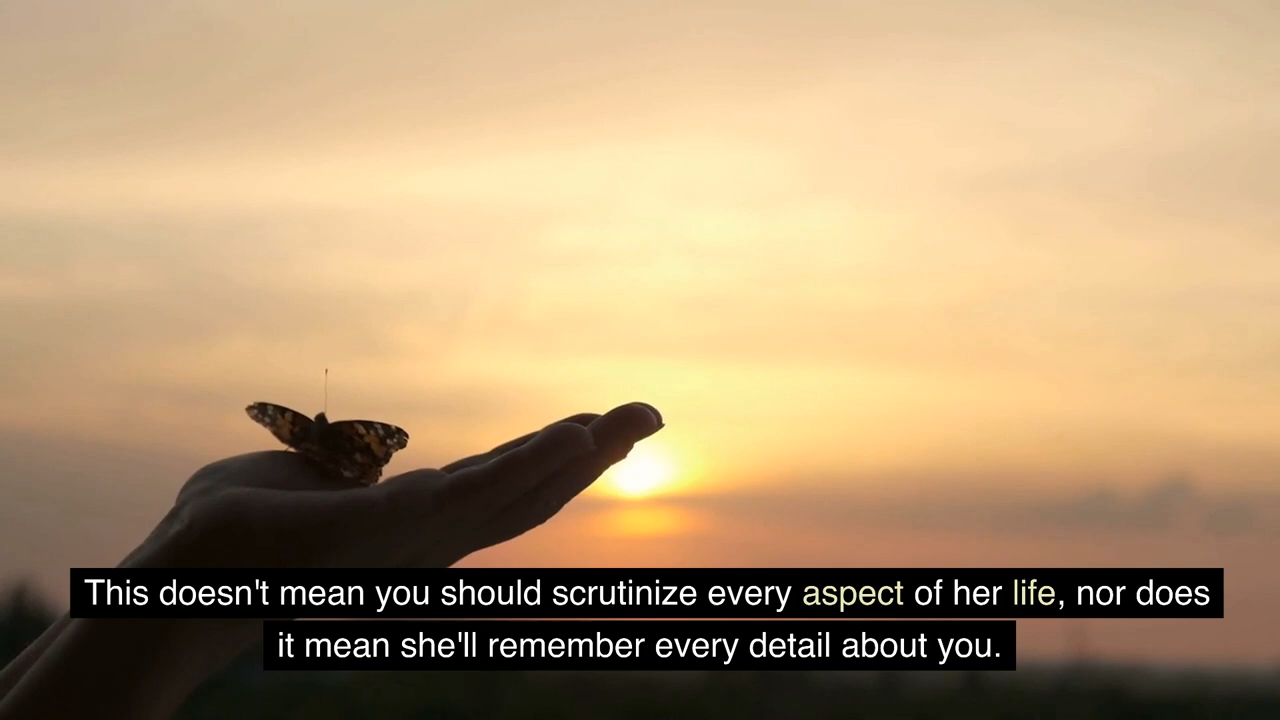 This doesn't mean you should scrutinize every aspect of her life, nor does
it mean she'll remember every detail about you.